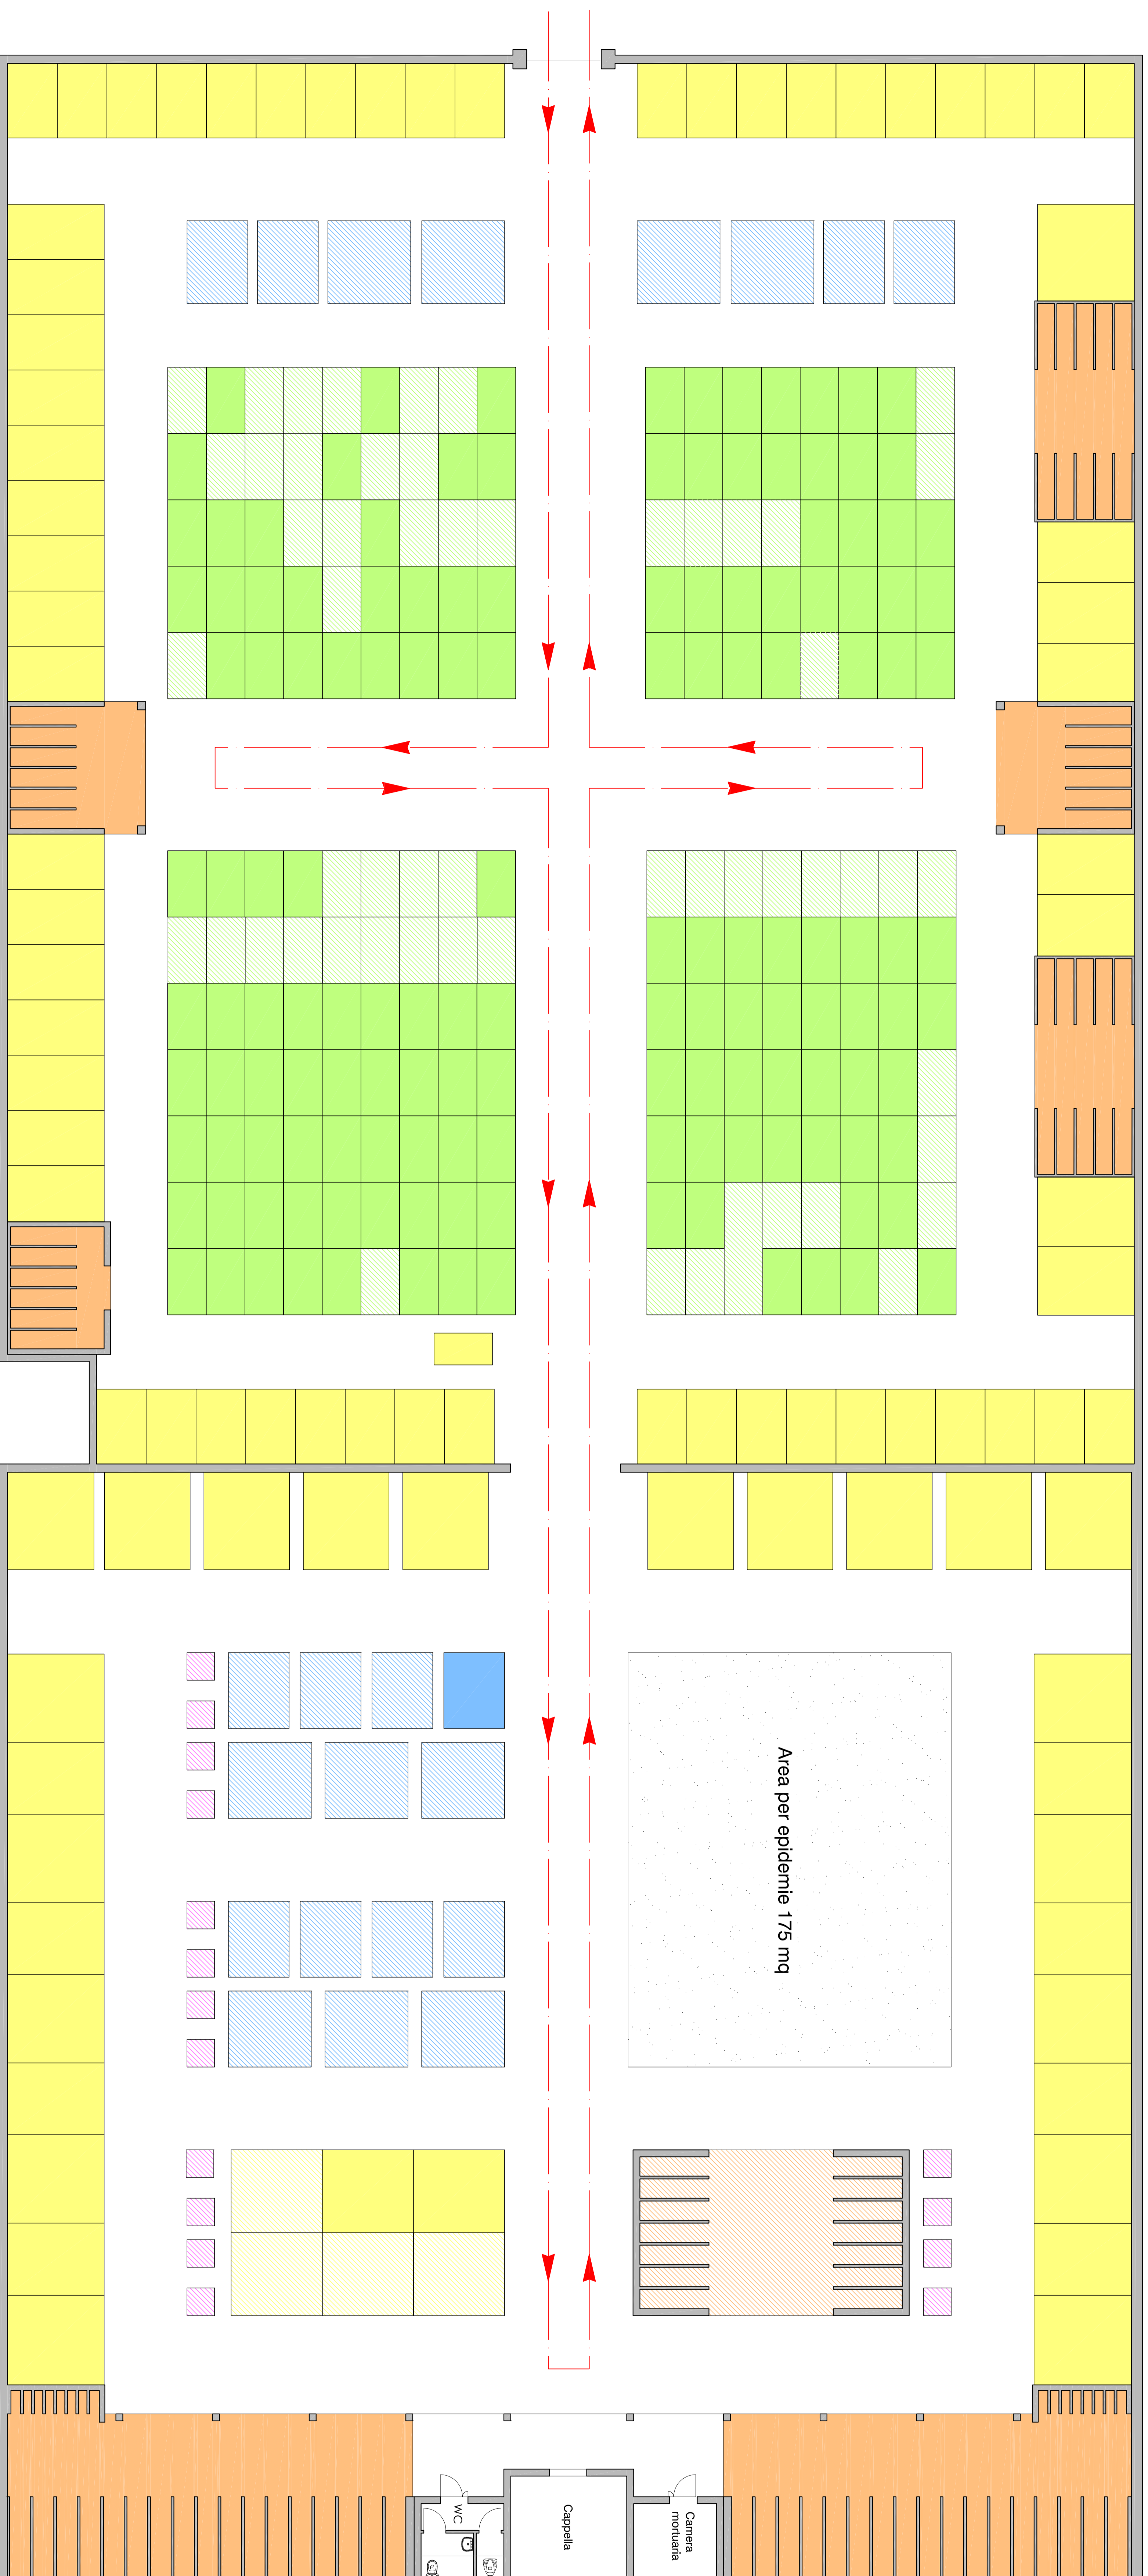 Area per epidemie 175 mq
WC
Cappella
Camera
mortuaria